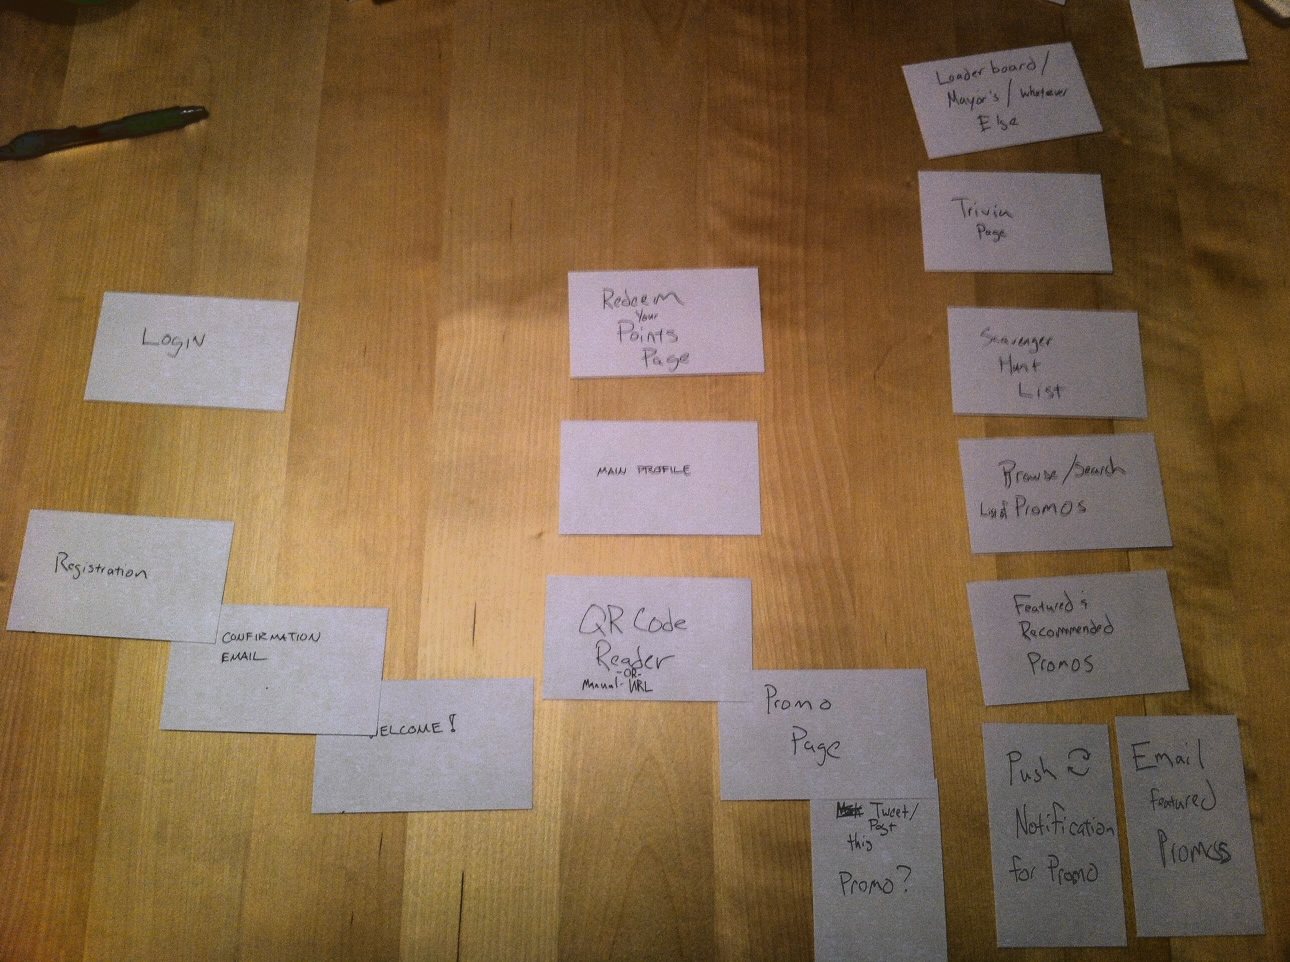 LOGIN
Registration
CONFIRMATION
EMAIL
WELCOME!
Redeem
Your
Points
Page
MAIN PROFILE
QR Code
Reader
-OR-
Manual-URL
Promo
Page
Tweet/
Post
this
Promo?
Leaderboard/
Mayor's/Whatever
Else
Trivia
Page
Scavenger
Hunt
List
Browse/Search
Promos
Featured &
Recommended
Promos
Push
Notification
for Promo
Email
featured
Promos